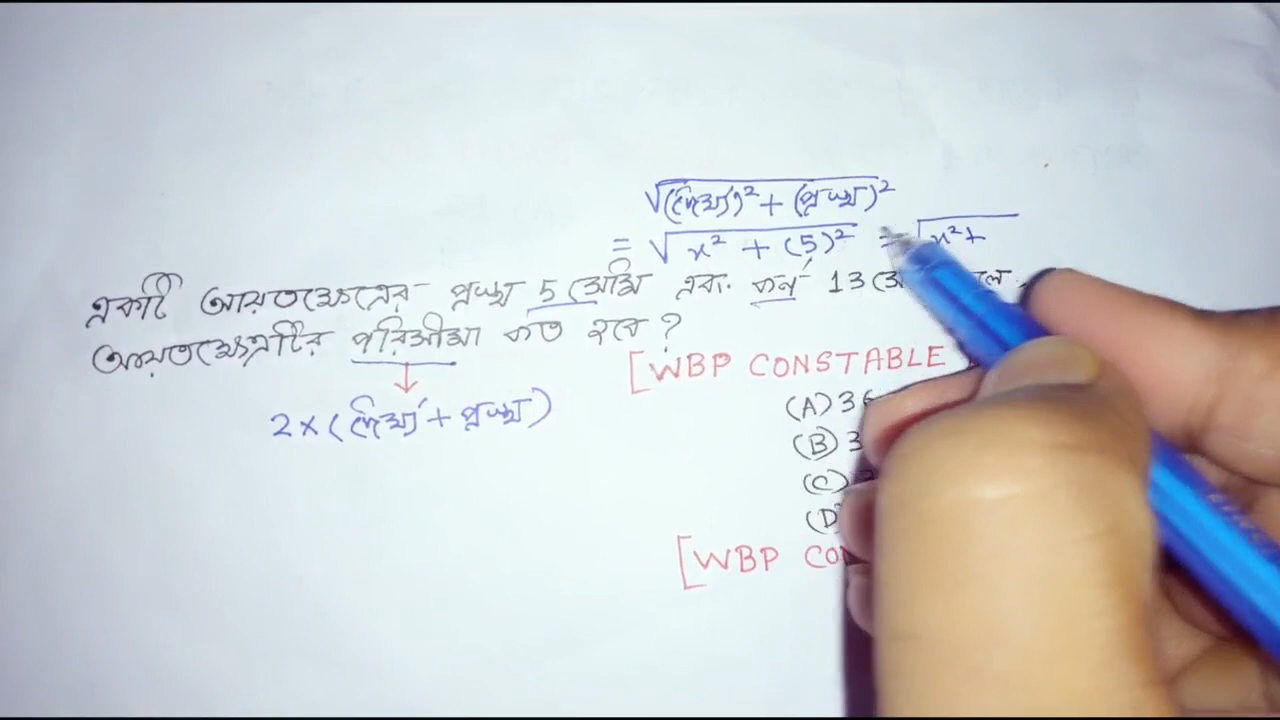 √(দৈর্ঘ্য)² + (প্রস্থ)²
= √x² + (5)² = √x² +
একটি আয়তক্ষেত্রের প্রস্থ 5 সেমি এবং কর্ণ 13
আয়তক্ষেত্রটির পরিসীমা কত হবে ?
[WBP CONSTABLE
2 × (দৈর্ঘ্য + প্রস্থ)
(A) 3
(B) 3
(C)
(D)
[WBP